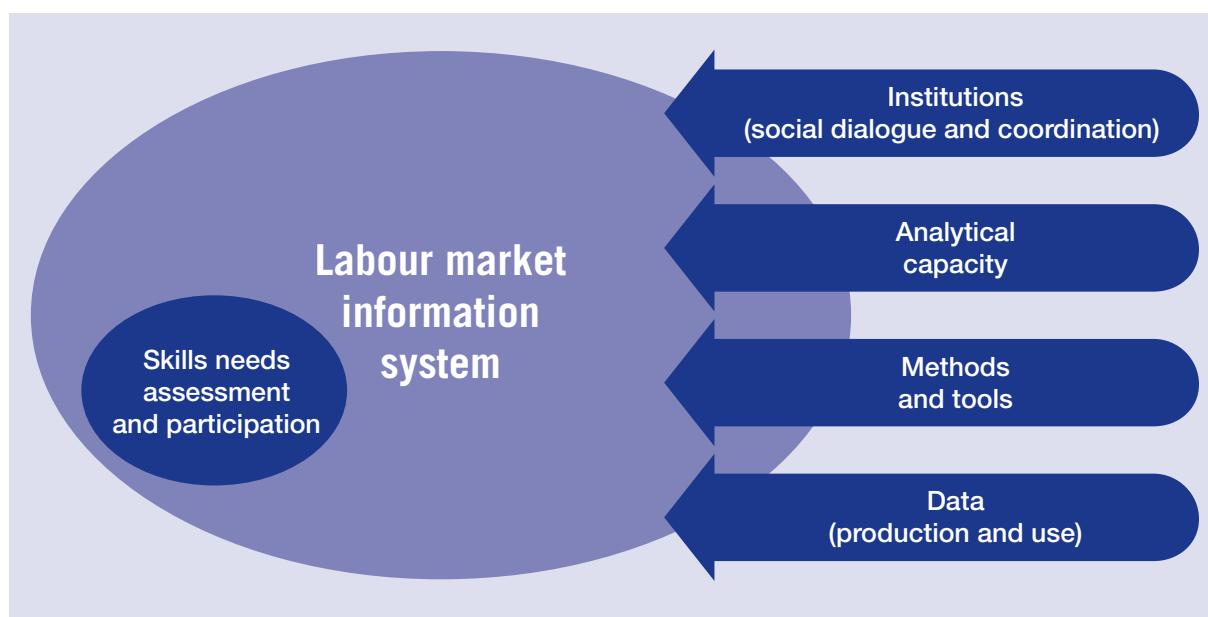 Labour market
information
system
Skills needs
assessment
and participation
Institutions
(social dialogue and coordination)
Analytical
capacity
Methods
and tools
Data
(production and use)